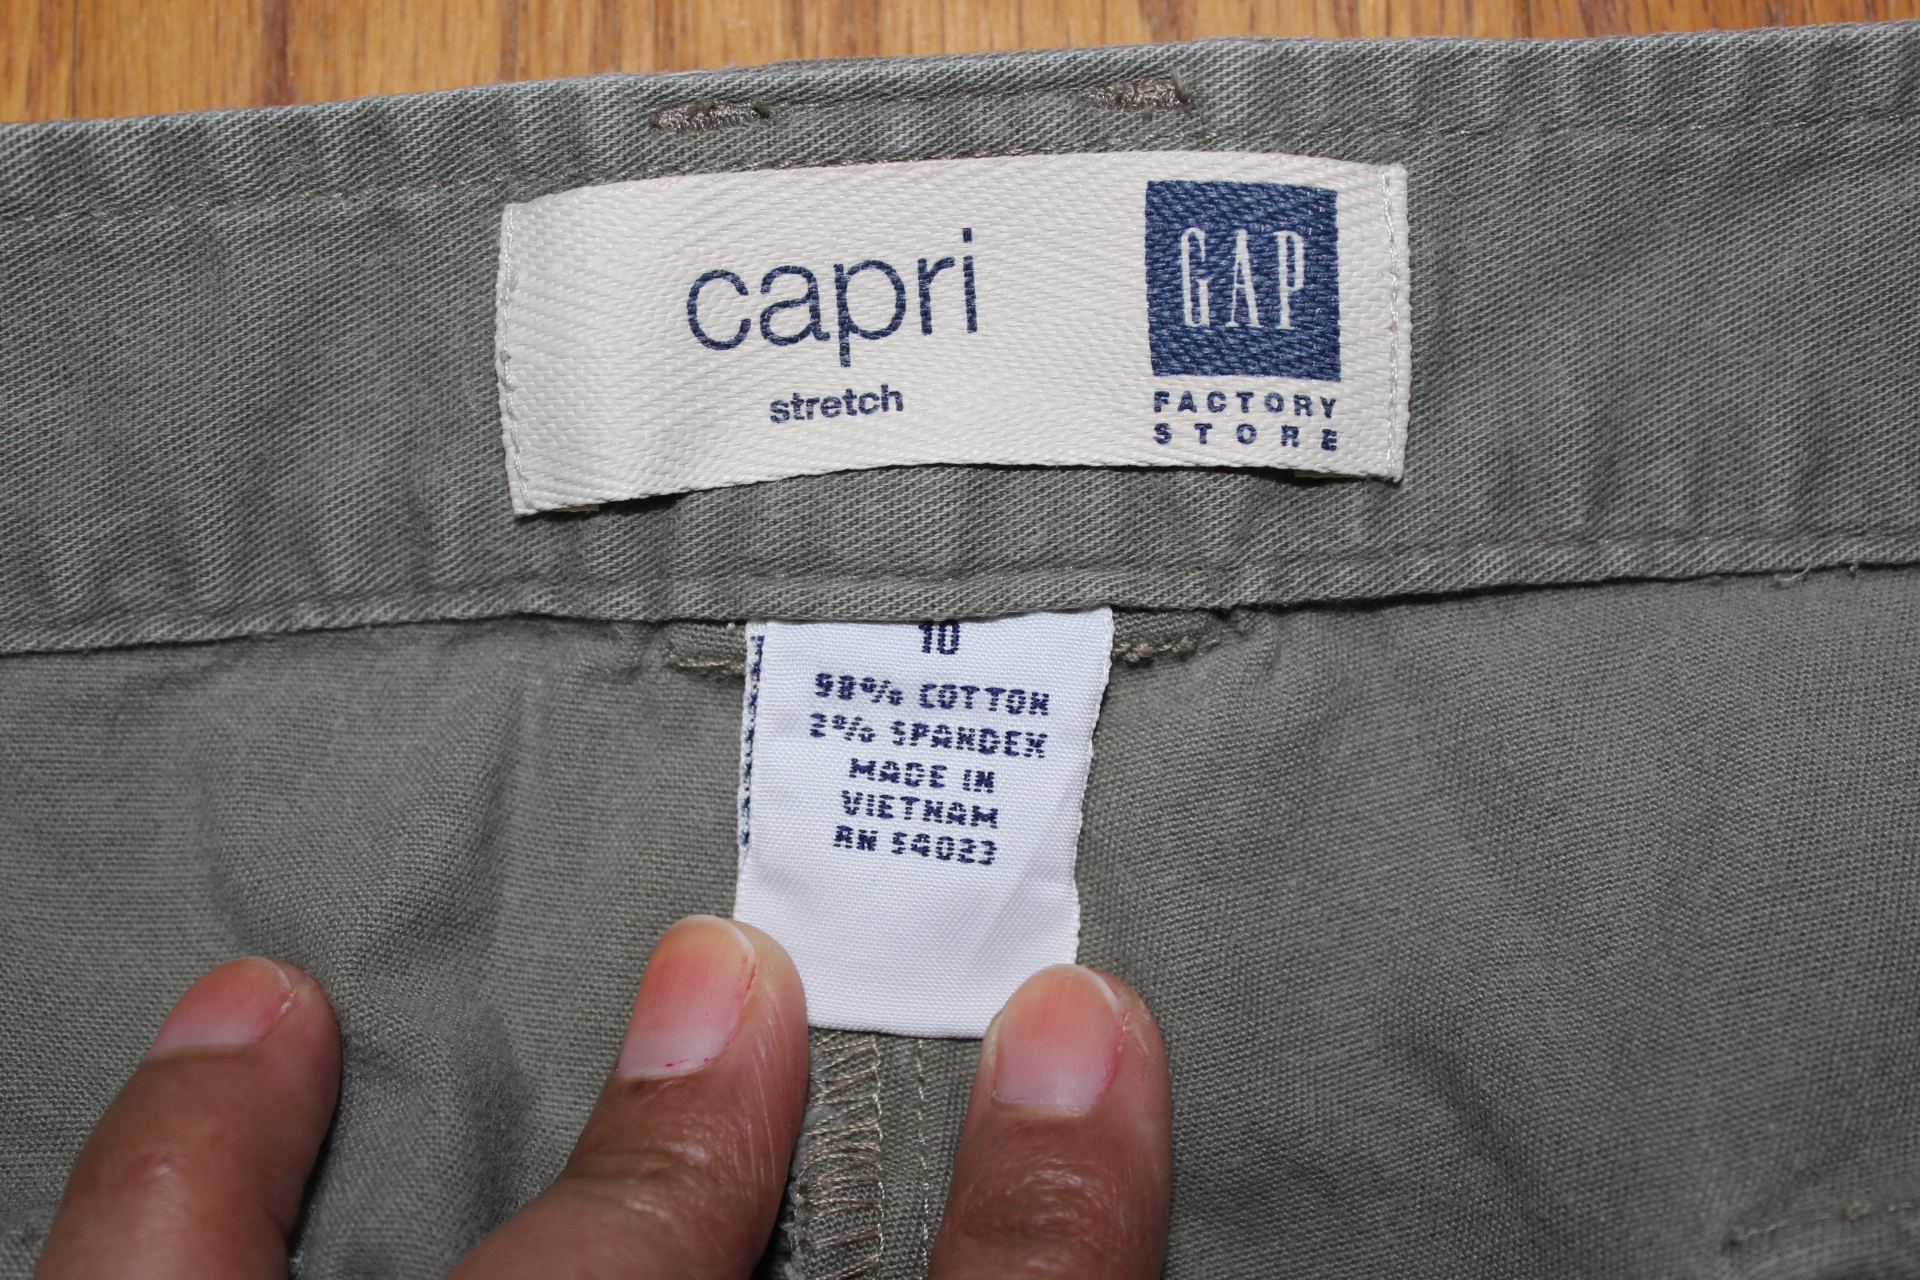 capri
stretch
GAP
FACTORY
STORE
10
98% COTTON
2% SPANDEX
MADE IN
VIETNAM
RN 54023